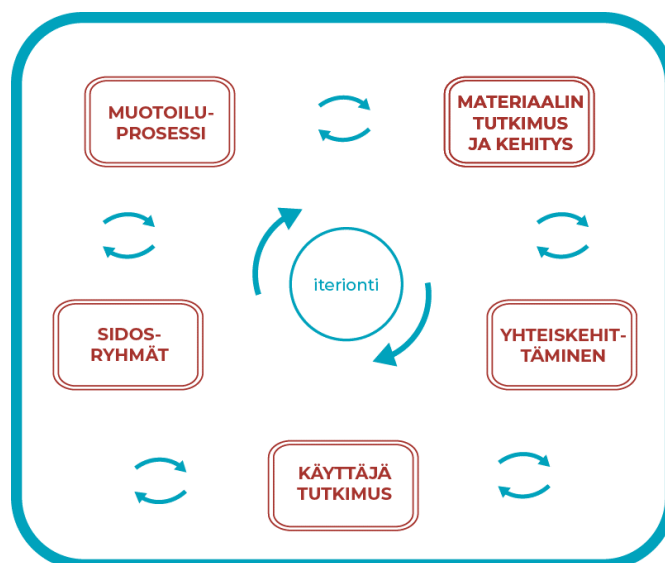 MUOTOILU-
PROSESSI
MATERIAALIN
TUTKIMUS
JA KEHITYS
iterionti
SIDOS-
RYHMÄT
YHTEISKEHIT-
TÄMINEN
KÄYTTÄJÄ
TUTKIMUS